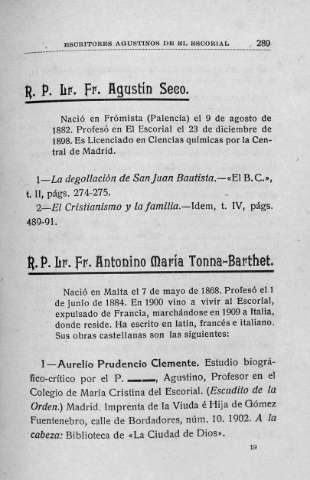 ESCRITORES AGUSTINOS DE EL ESCORIAL 289
R. P. Lr. Fr. Agustín Seco.
Nació en Frómista (Palencia) el 9 de agosto de
1882. Profesó en El Escorial el 23 de diciembre de
1898. Es Licenciado en Ciencias químicas por la Cen-
tral de Madrid.
1—La degollación de San Juan Bautista.—«El B. C.»,
t. II, págs. 274-275.
2—El Cristianismo y la familia.—Idem, t. IV, págs.
489-91.
R. P. Lr. Fr. Antonino María Tonna-Barthet.
Nació en Malta el 7 de mayo de 1868. Profesó el 1
de junio de 1884. En 1900 vino a vivir al Escorial,
expulsado de Francia, marchándose en 1909 a Italia,
donde reside. Ha escrito en latín, francés e italiano.
Sus obras castellanas son las siguientes:
1—Aurelio Prudencio Clemente. Estudio biográ-
fico-crítico por el P. ———, Agustino, Profesor en el
Colegio de María Cristina del Escorial. (Escudito de la
Orden.) Madrid. Imprenta de la Viuda é Hija de Gómez
Fuentenebro, calle de Bordadores, núm. 10. 1902. A la
cabeza: Biblioteca de «La Ciudad de Dios».
19